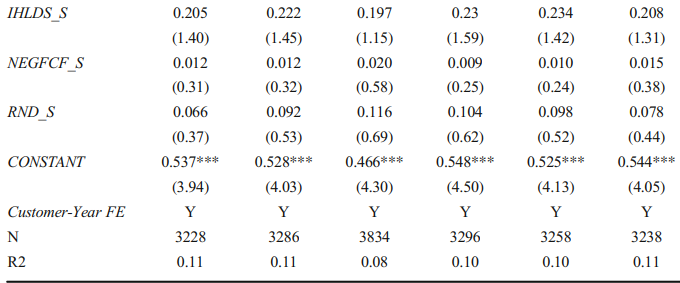 IHLDS_S 0.205 0.222 0.197 0.23 0.234 0.208
(1.40) (1.45) (1.15) (1.59) (1.42) (1.31)
NEGFCF_S 0.012 0.012 0.020 0.009 0.010 0.015
(0.31) (0.32) (0.58) (0.25) (0.24) (0.38)
RND_S 0.066 0.092 0.116 0.104 0.098 0.078
(0.37) (0.53) (0.69) (0.62) (0.52) (0.44)
CONSTANT 0.537*** 0.528*** 0.466*** 0.548*** 0.525*** 0.544***
(3.94) (4.03) (4.30) (4.50) (4.13) (4.05)
Customer-Year FE Y Y Y Y Y Y
N 3228 3286 3834 3296 3258 3238
R2 0.11 0.11 0.08 0.10 0.10 0.11